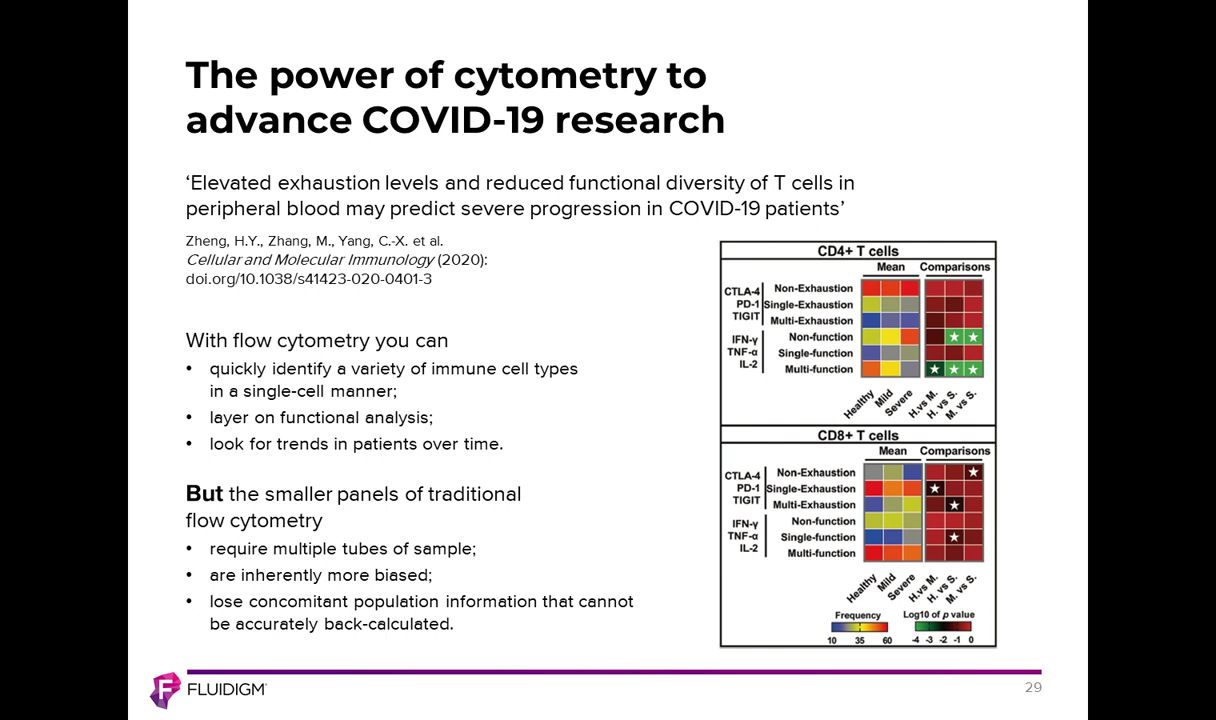 The power of cytometry to
advance COVID-19 research
‘Elevated exhaustion levels and reduced functional diversity of T cells in
peripheral blood may predict severe progression in COVID-19 patients’
Zheng, H.Y., Zhang, M., Yang, C.-X. et al.
Cellular and Molecular Immunology (2020):
doi.org/10.1038/s41423-020-0401-3
With flow cytometry you can
• quickly identify a variety of immune cell types
in a single-cell manner;
• layer on functional analysis;
• look for trends in patients over time.
But the smaller panels of traditional
flow cytometry
• require multiple tubes of sample;
• are inherently more biased;
• lose concomitant population information that cannot
be accurately back-calculated.
CD4+ T cells
Mean Comparisons
CTLA-4
PD-1
TIGIT
Non-Exhaustion
Single-Exhaustion
Multi-Exhaustion
IFN-γ
TNF-α
IL-2
Non-function
Single-function
Multi-function
Healthy
Mild
Severe
H.vs M.
H. vs S.
M. vs S.
CD8+ T cells
Mean Comparisons
CTLA-4
PD-1
TIGIT
Non-Exhaustion
Single-Exhaustion
Multi-Exhaustion
IFN-γ
TNF-α
IL-2
Non-function
Single-function
Multi-function
Healthy
Mild
Severe
H.vs M.
H. vs S.
M. vs S.
Frequency
10 35 60
Log10 of p value
-4 -3 -2 -1 0
FLUIDIGM
29